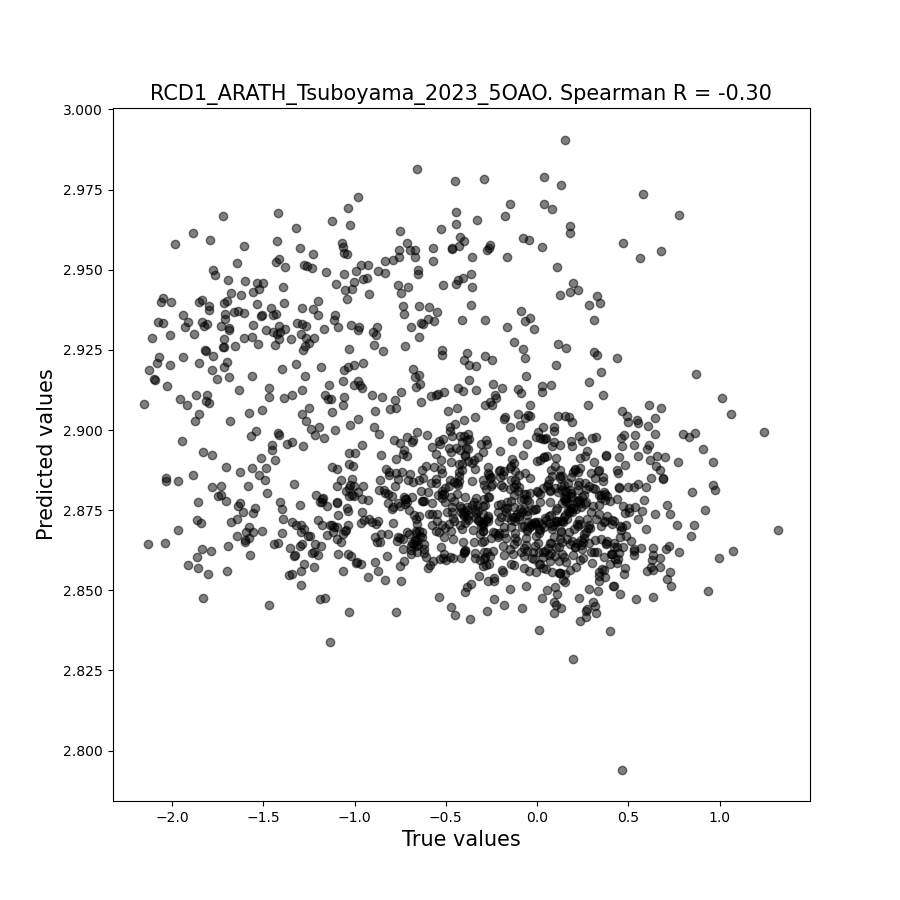 RCD1_ARATH_Tsuboyama_2023_5OAO. Spearman R = -0.30
3.000
2.975
2.950
2.925
2.900
2.875
2.850
2.825
2.800
Predicted values
−2.0 −1.5 −1.0 −0.5 0.0 0.5 1.0
True values